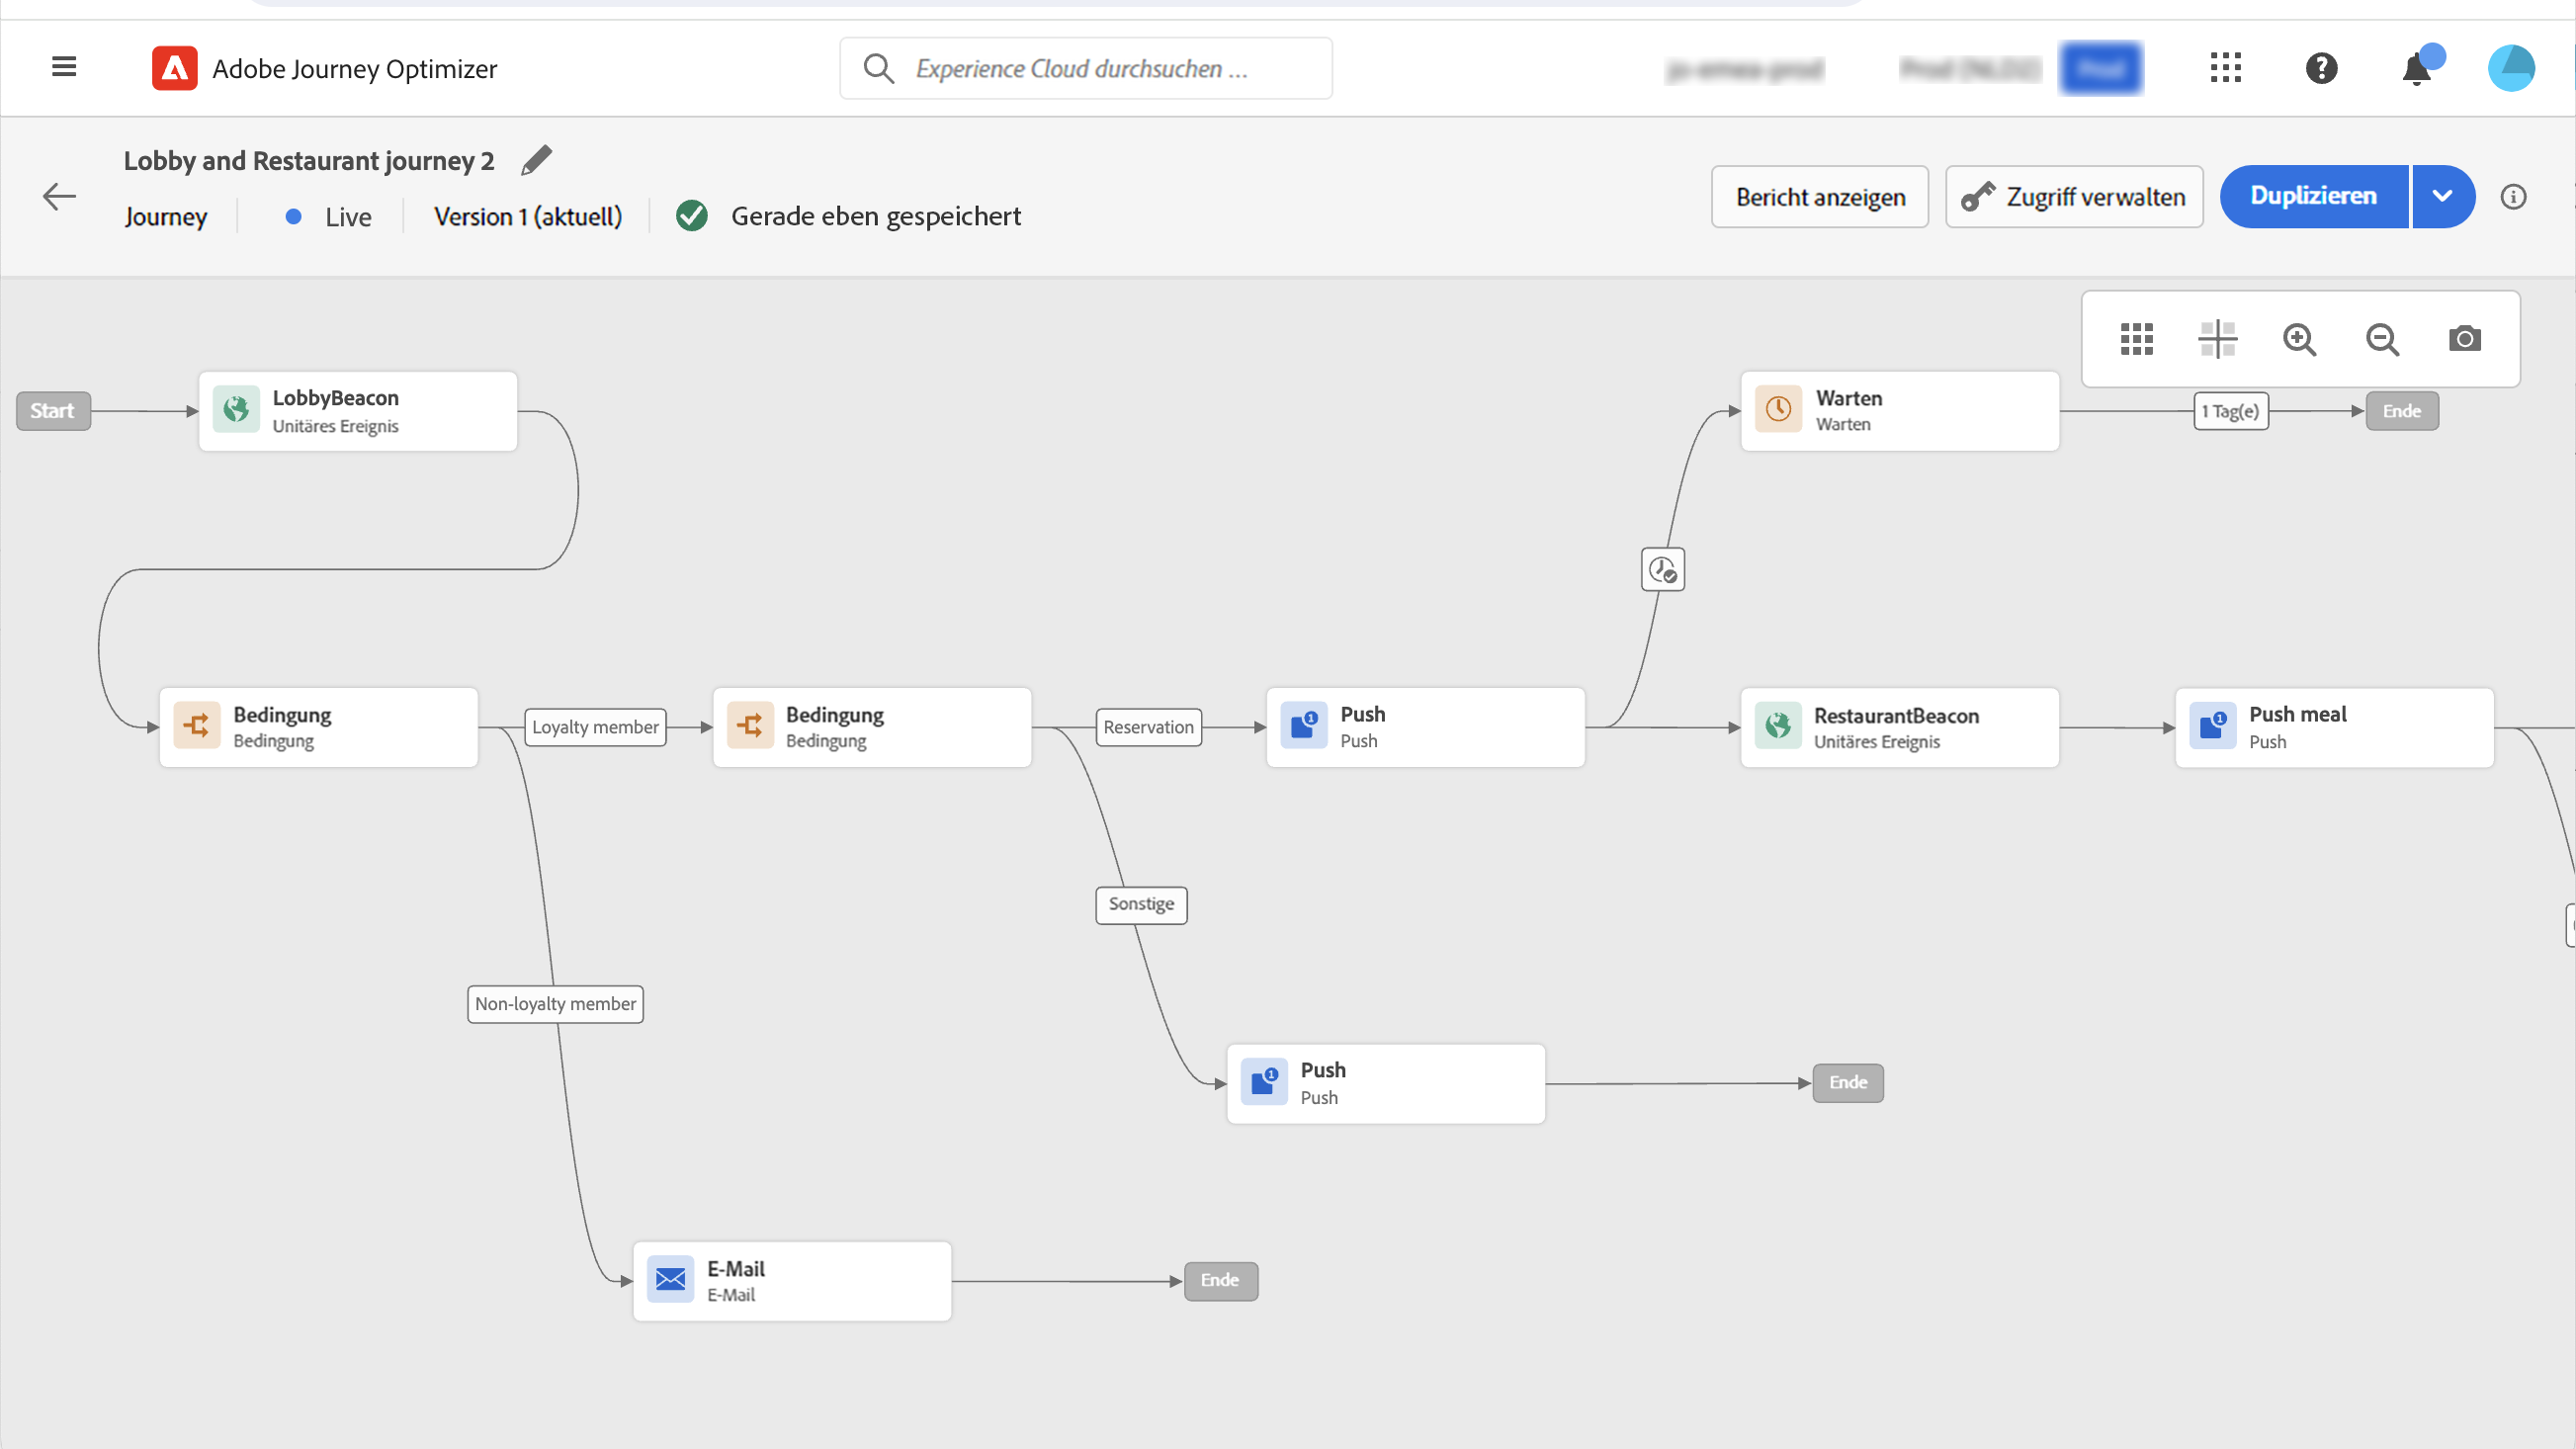 Adobe Journey Optimizer
Experience Cloud durchsuchen ...
Lobby and Restaurant journey 2
Journey
Live
Version 1 (aktuell)
Gerade eben gespeichert
Bericht anzeigen
Zugriff verwalten
Duplizieren
Start
LobbyBeacon
Unitäres Ereignis
Warten
Warten
1 Tag(e)
Ende
Bedingung
Bedingung
Loyalty member
Bedingung
Bedingung
Reservation
Push
Push
RestaurantBeacon
Unitäres Ereignis
Push meal
Push
Sonstige
Non-loyalty member
Push
Push
Ende
E-Mail
E-Mail
Ende